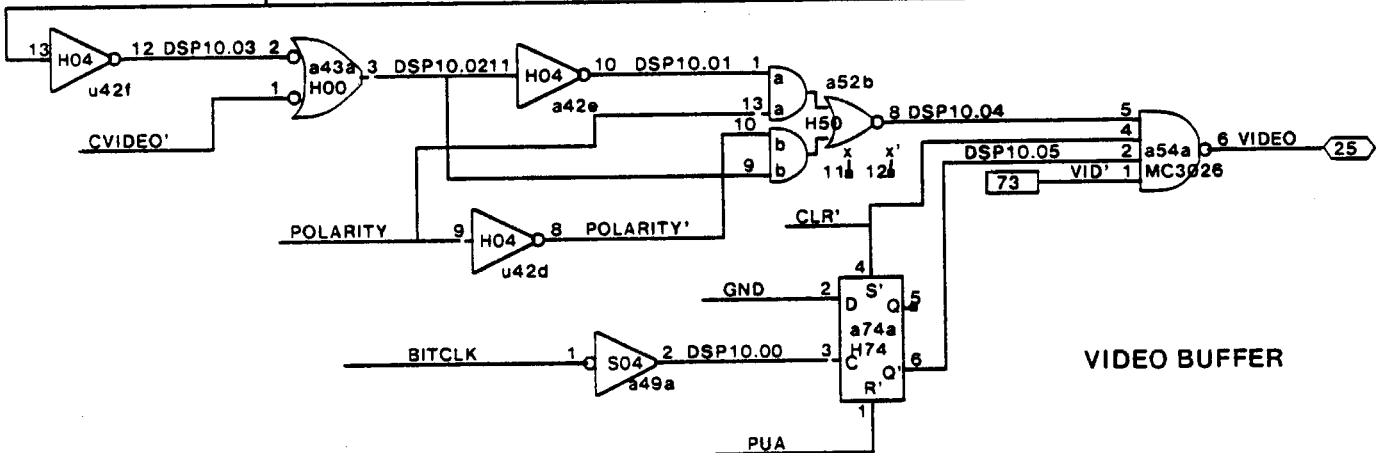 13 H04 12 DSP10.03 2
u42f
a43a
H00
1
3 DSP10.0211
H04
10 DSP10.01 1
a42e
13
a
a
10
b
9
b
a52b
H50
8 DSP10.04 5
x x'
11 12
CVIDEO'
4
DSP10.05 2
73 VID' 1
a54a
MC3026
6 VIDEO 25
POLARITY 9 H04 8 POLARITY'
u42d
CLR'
4
GND 2 D S' Q 5
a74a
H74
BITCLK 1 S04 2 DSP10.00 3 C Q' 6
a49a
R'
1
PUA
VIDEO BUFFER